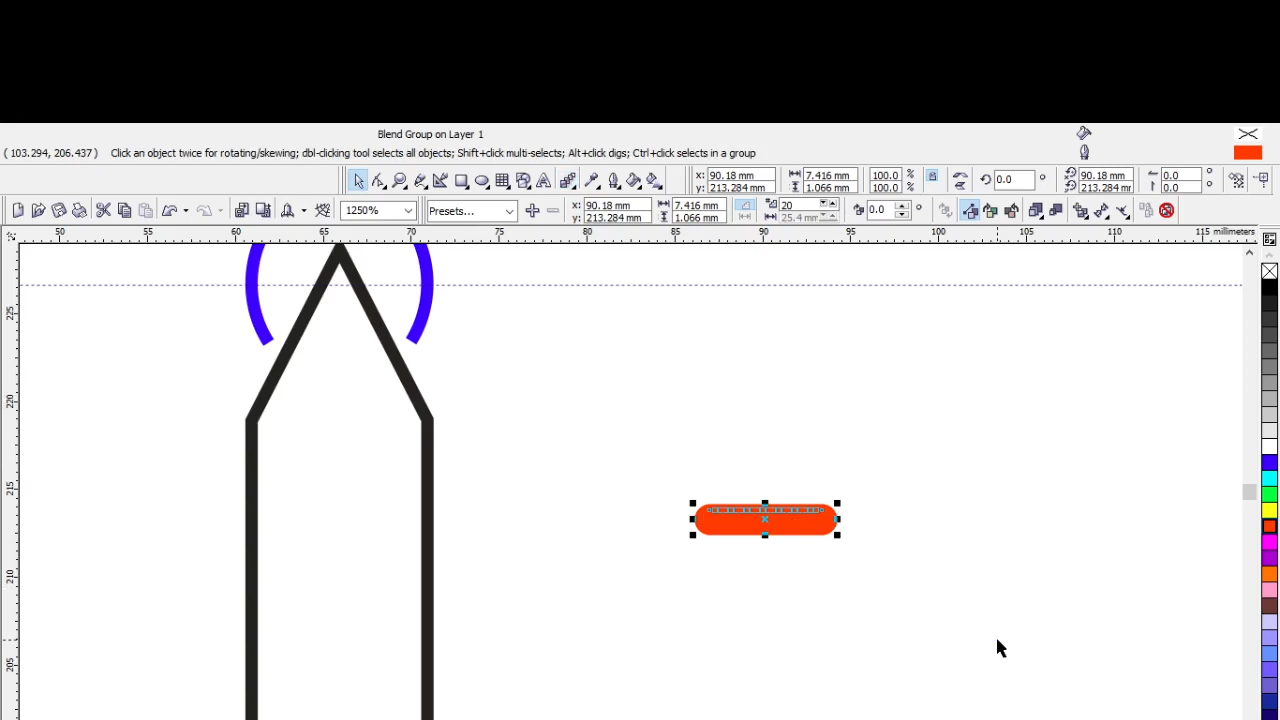 Blend Group on Layer 1
( 103.294, 206.437 ) Click an object twice for rotating/skewing; dbl-clicking tool selects all objects; Shift+click multi-selects; Alt+click digs; Ctrl+click selects in a group
x: 90.18 mm 7.416 mm 100.0 % 0.0 ° 90.18 mm 0.0 °
y: 213.284 mm 1.066 mm 100.0 % 213.284 mr 0.0 °
1250% Presets... x: 90.18 mm 7.416 mm 20 0.0 °
y: 213.284 mm 1.066 mm 25.4 mm
50 55 60 65 70 75 80 85 90 95 100 105 110 115 millimeters
225
220
215
210
205